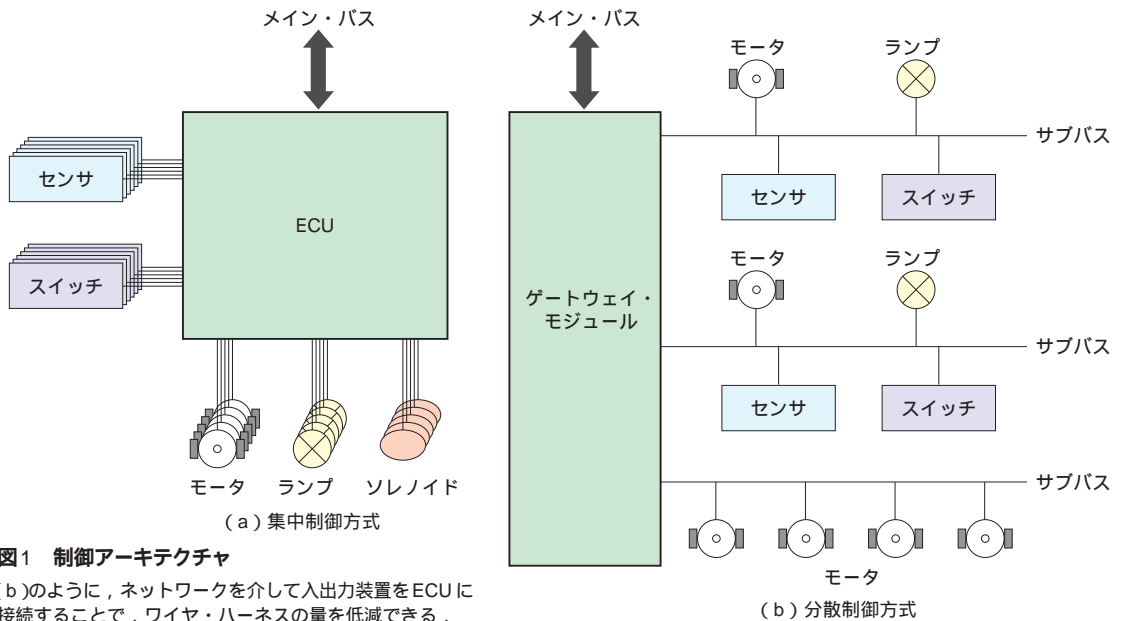 メイン・バス
センサ
スイッチ
ECU
モータ
ランプ
ソレノイド
(a)集中制御方式
図1 制御アーキテクチャ
(b)のように,ネットワークを介して入出力装置をECUに
接続することで,ワイヤ・ハーネスの量を低減できる.
メイン・バス
ゲートウェイ・
モジュール
モータ
ランプ
サブバス
センサ
スイッチ
モータ
ランプ
サブバス
センサ
スイッチ
サブバス
モータ
(b)分散制御方式